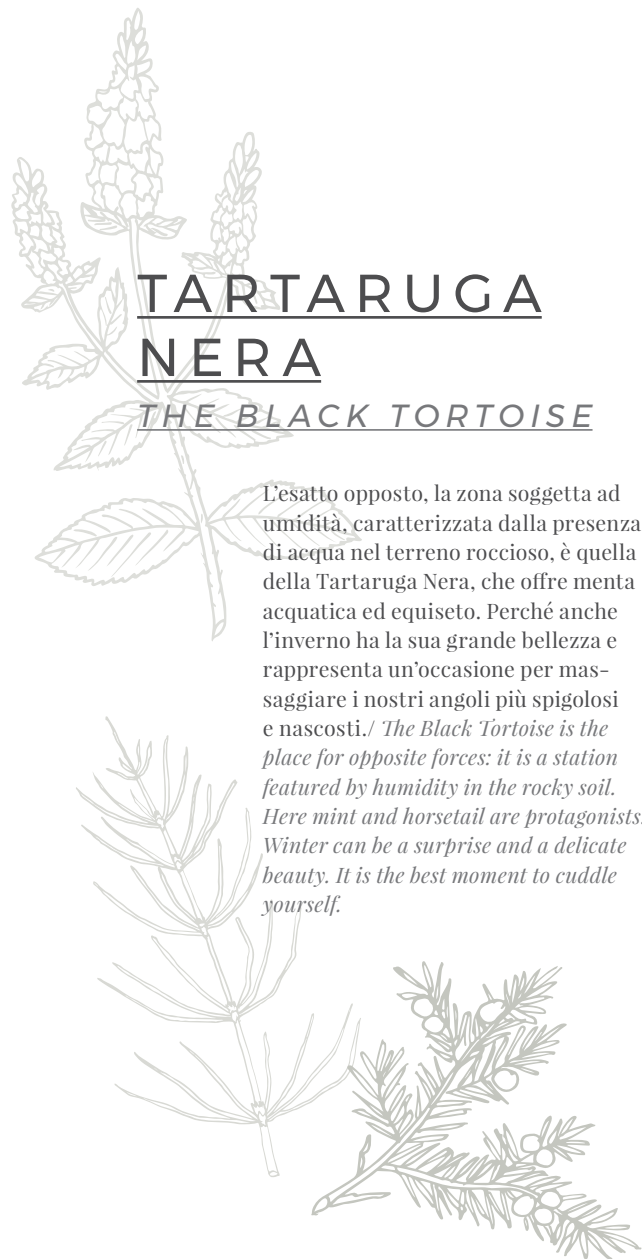 TARTARUGA
NERA
THE BLACK TORTOISE
L’esatto opposto, la zona soggetta ad
umidità, caratterizzata dalla presenza
di acqua nel terreno roccioso, è quella
della Tartaruga Nera, che offre menta
acquatica ed equiseto. Perché anche
l’inverno ha la sua grande bellezza e
rappresenta un’occasione per mas-
saggiare i nostri angoli più spigolosi
e nascosti./ The Black Tortoise is the
place for opposite forces: it is a station
featured by humidity in the rocky soil.
Here mint and horsetail are protagonists.
Winter can be a surprise and a delicate
beauty. It is the best moment to cuddle
yourself.